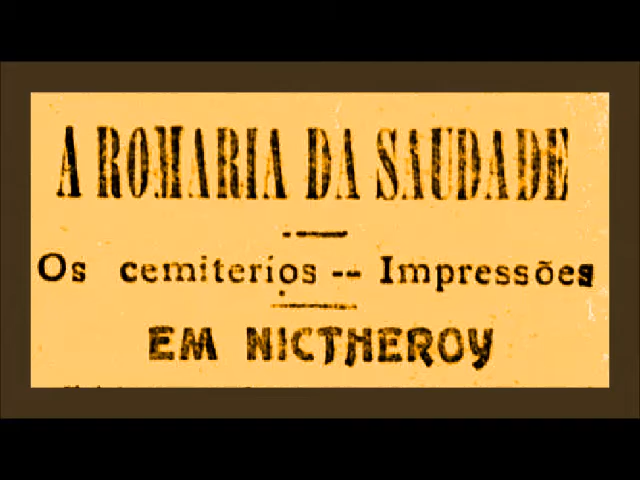 A ROMARIA DA SAUDADE
Os cemiterios -- Impressões
EM NICTHEROY